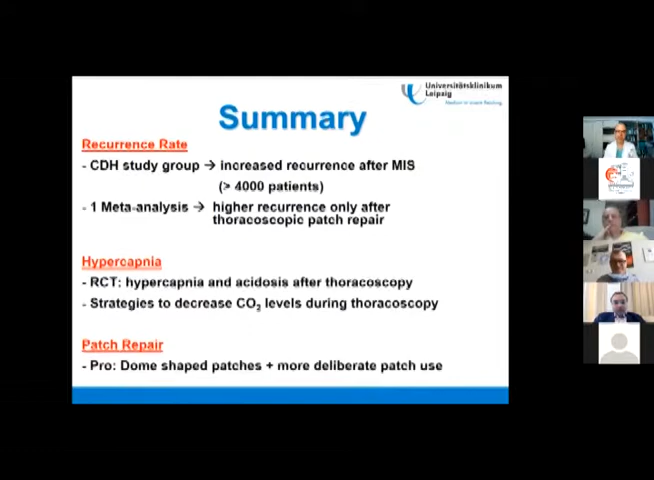 Universitätsklinikum
Leipzig
Summary
Recurrence Rate
- CDH study group → increased recurrence after MIS
(> 4000 patients)
- 1 Meta-analysis → higher recurrence only after
thoracoscopic patch repair
Hypercapnia
- RCT: hypercapnia and acidosis after thoracoscopy
- Strategies to decrease CO₂ levels during thoracoscopy
Patch Repair
- Pro: Dome shaped patches + more deliberate patch use